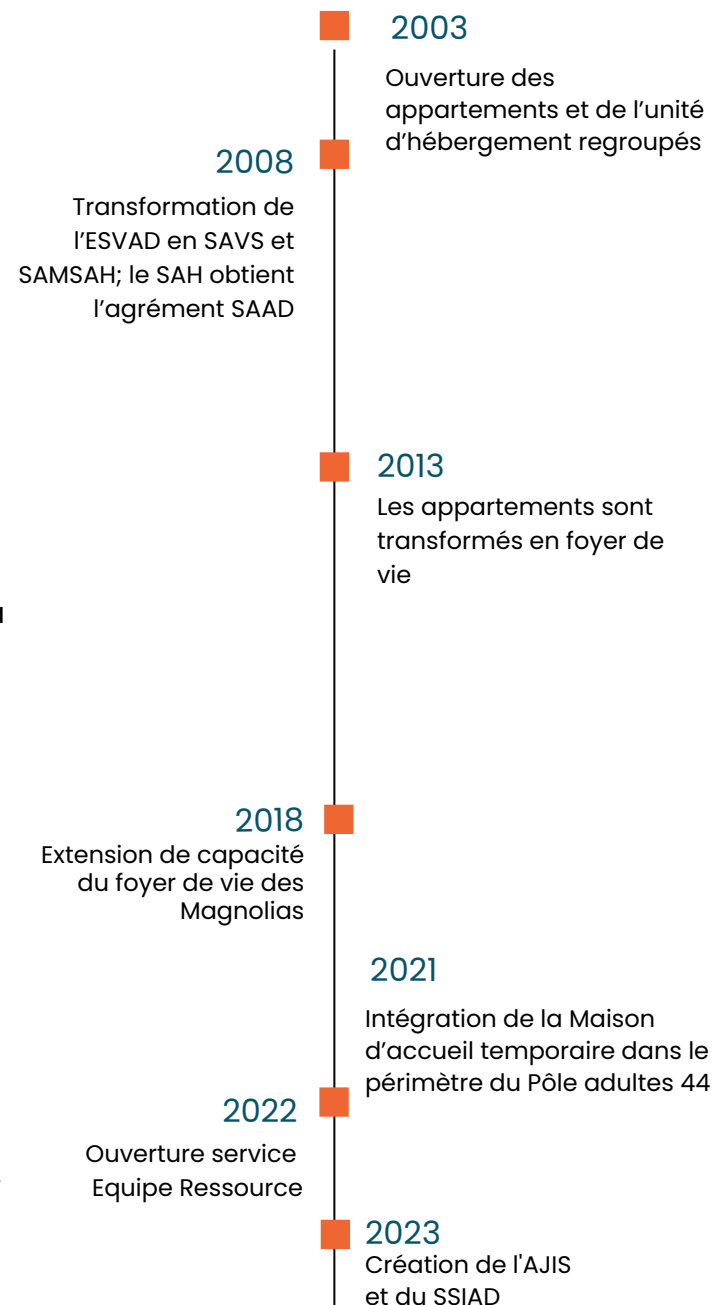 2003
Ouverture des
appartements et de l’unité
d’hébergement regroupés
2008
Transformation de
l’ESVAD en SAVS et
SAMSAH; le SAH obtient
l’agrément SAAD
2013
Les appartements sont
transformés en foyer de
vie
2018
Extension de capacité
du foyer de vie des
Magnolias
2021
Intégration de la Maison
d’accueil temporaire dans le
périmètre du Pôle adultes 44
2022
Ouverture service
Equipe Ressource
2023
Création de l'AJIS
et du SSIAD